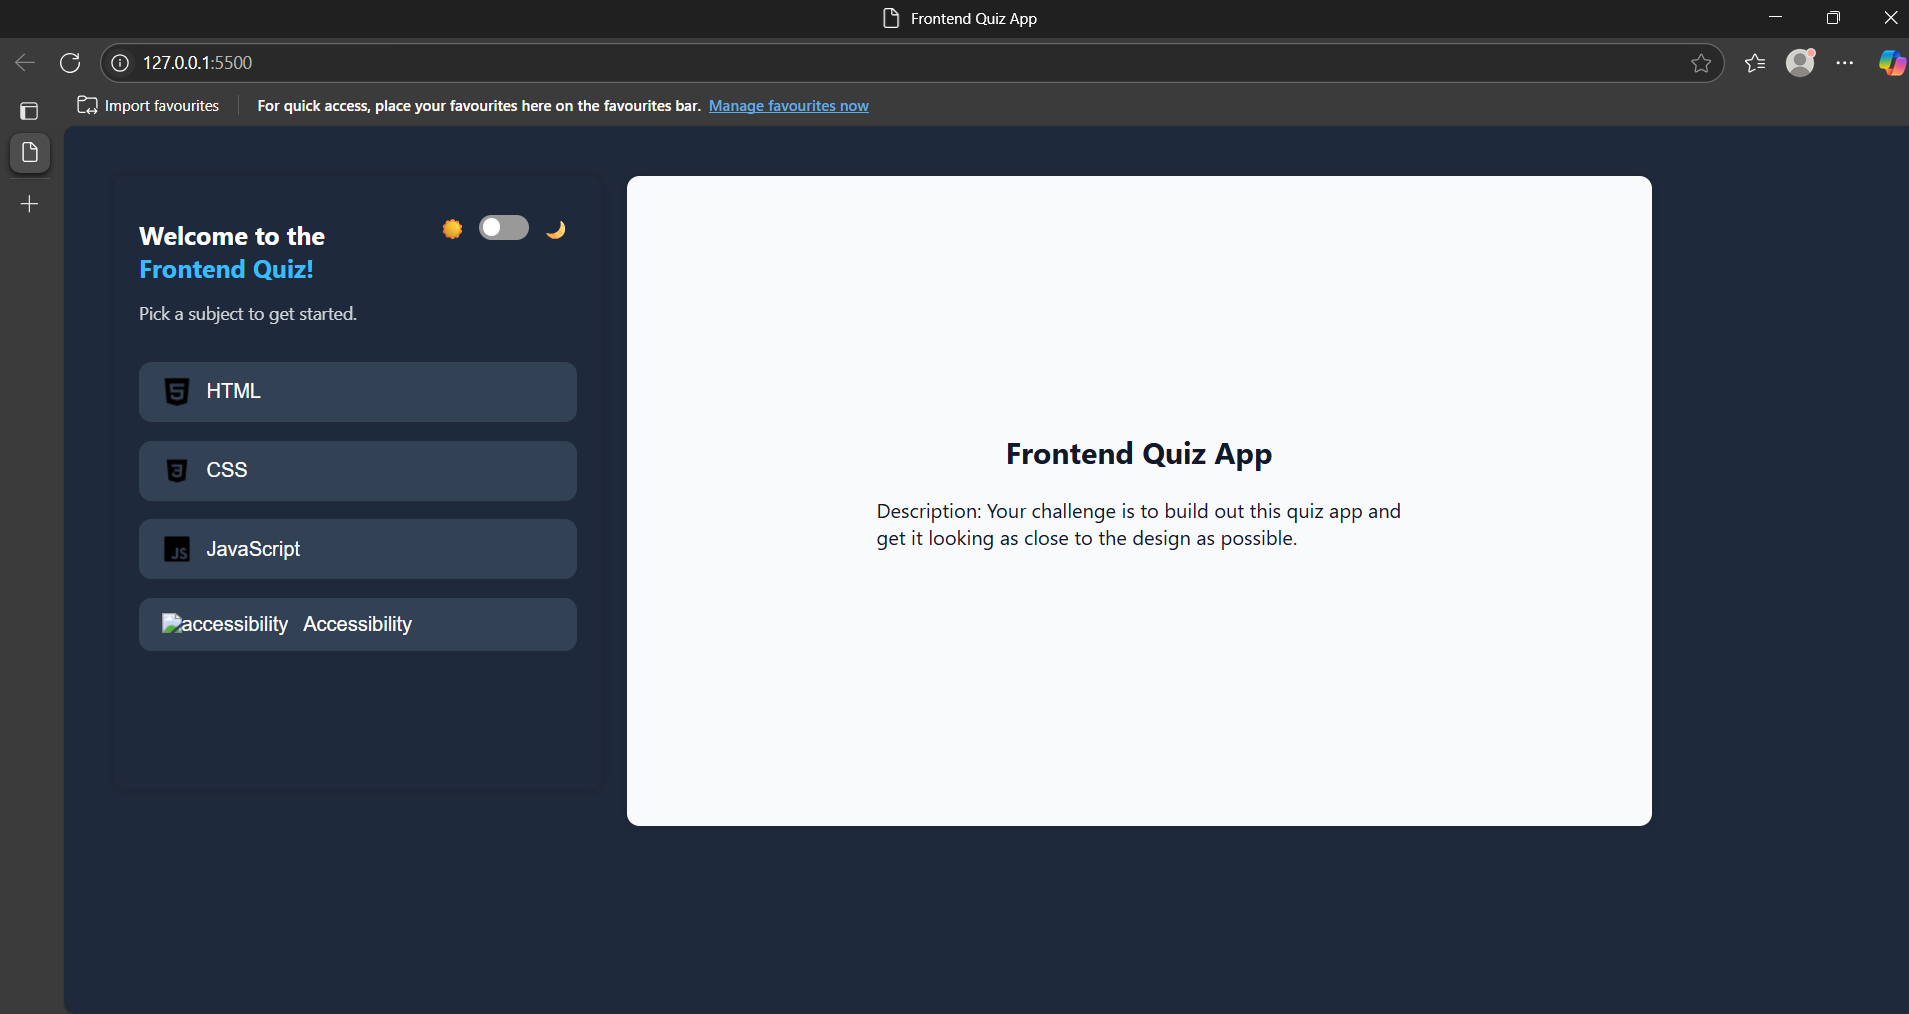 Frontend Quiz App
127.0.0.1:5500
Import favourites
For quick access, place your favourites here on the favourites bar. Manage favourites now
Welcome to the
Frontend Quiz!
Pick a subject to get started.
5 HTML
3 CSS
JS JavaScript
accessibility Accessibility
Frontend Quiz App
Description: Your challenge is to build out this quiz app and
get it looking as close to the design as possible.